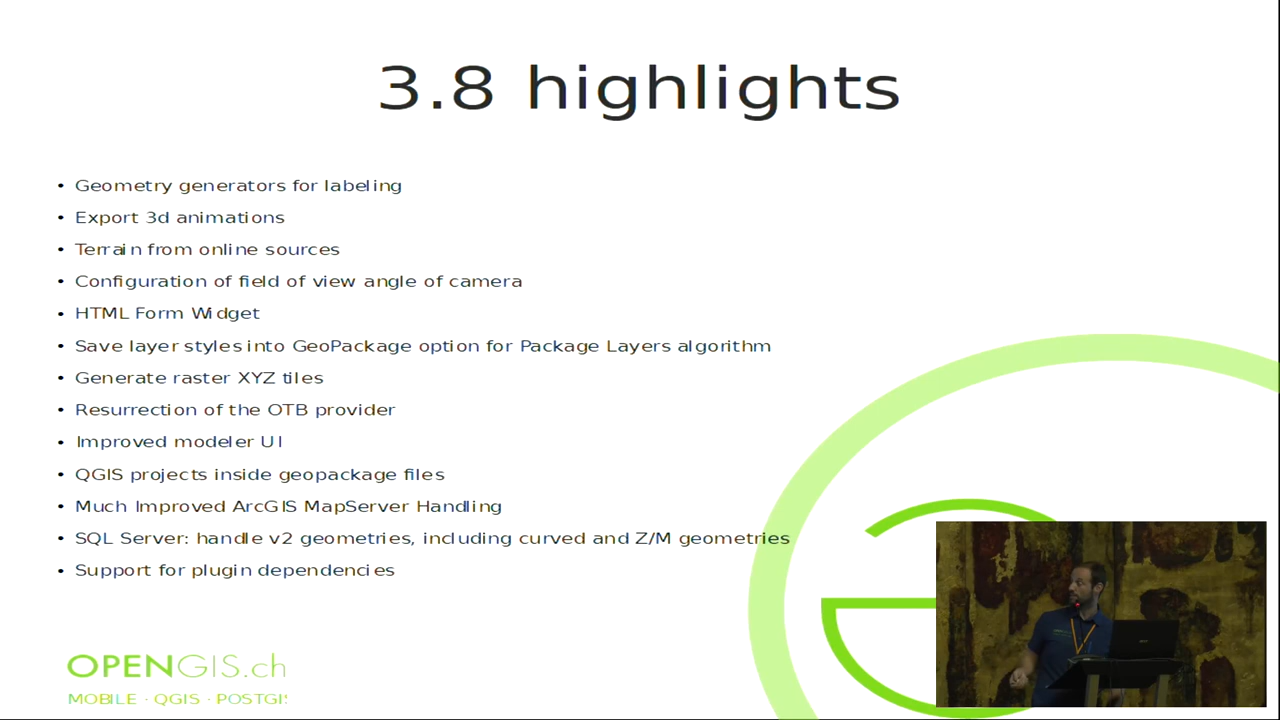 3.8 highlights
• Geometry generators for labeling
• Export 3d animations
• Terrain from online sources
• Configuration of field of view angle of camera
• HTML Form Widget
• Save layer styles into GeoPackage option for Package Layers algorithm
• Generate raster XYZ tiles
• Resurrection of the OTB provider
• Improved modeler UI
• QGIS projects inside geopackage files
• Much Improved ArcGIS MapServer Handling
• SQL Server: handle v2 geometries, including curved and Z/M geometries
• Support for plugin dependencies
OPENGIS.ch
MOBILE · QGIS · POSTGIS